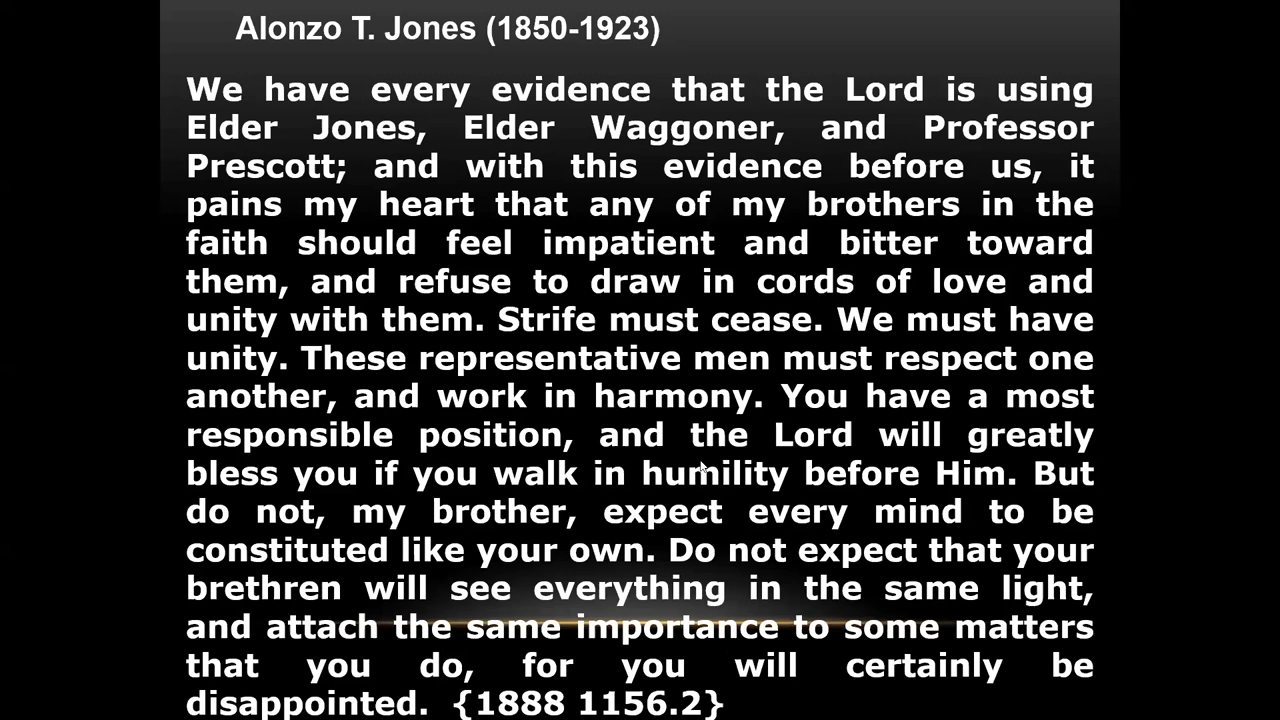 Alonzo T. Jones (1850-1923)
We have every evidence that the Lord is using
Elder Jones, Elder Waggoner, and Professor
Prescott; and with this evidence before us, it
pains my heart that any of my brothers in the
faith should feel impatient and bitter toward
them, and refuse to draw in cords of love and
unity with them. Strife must cease. We must have
unity. These representative men must respect one
another, and work in harmony. You have a most
responsible position, and the Lord will greatly
bless you if you walk in humility before Him. But
do not, my brother, expect every mind to be
constituted like your own. Do not expect that your
brethren will see everything in the same light,
and attach the same importance to some matters
that you do, for you will certainly be
disappointed. {1888 1156.2}